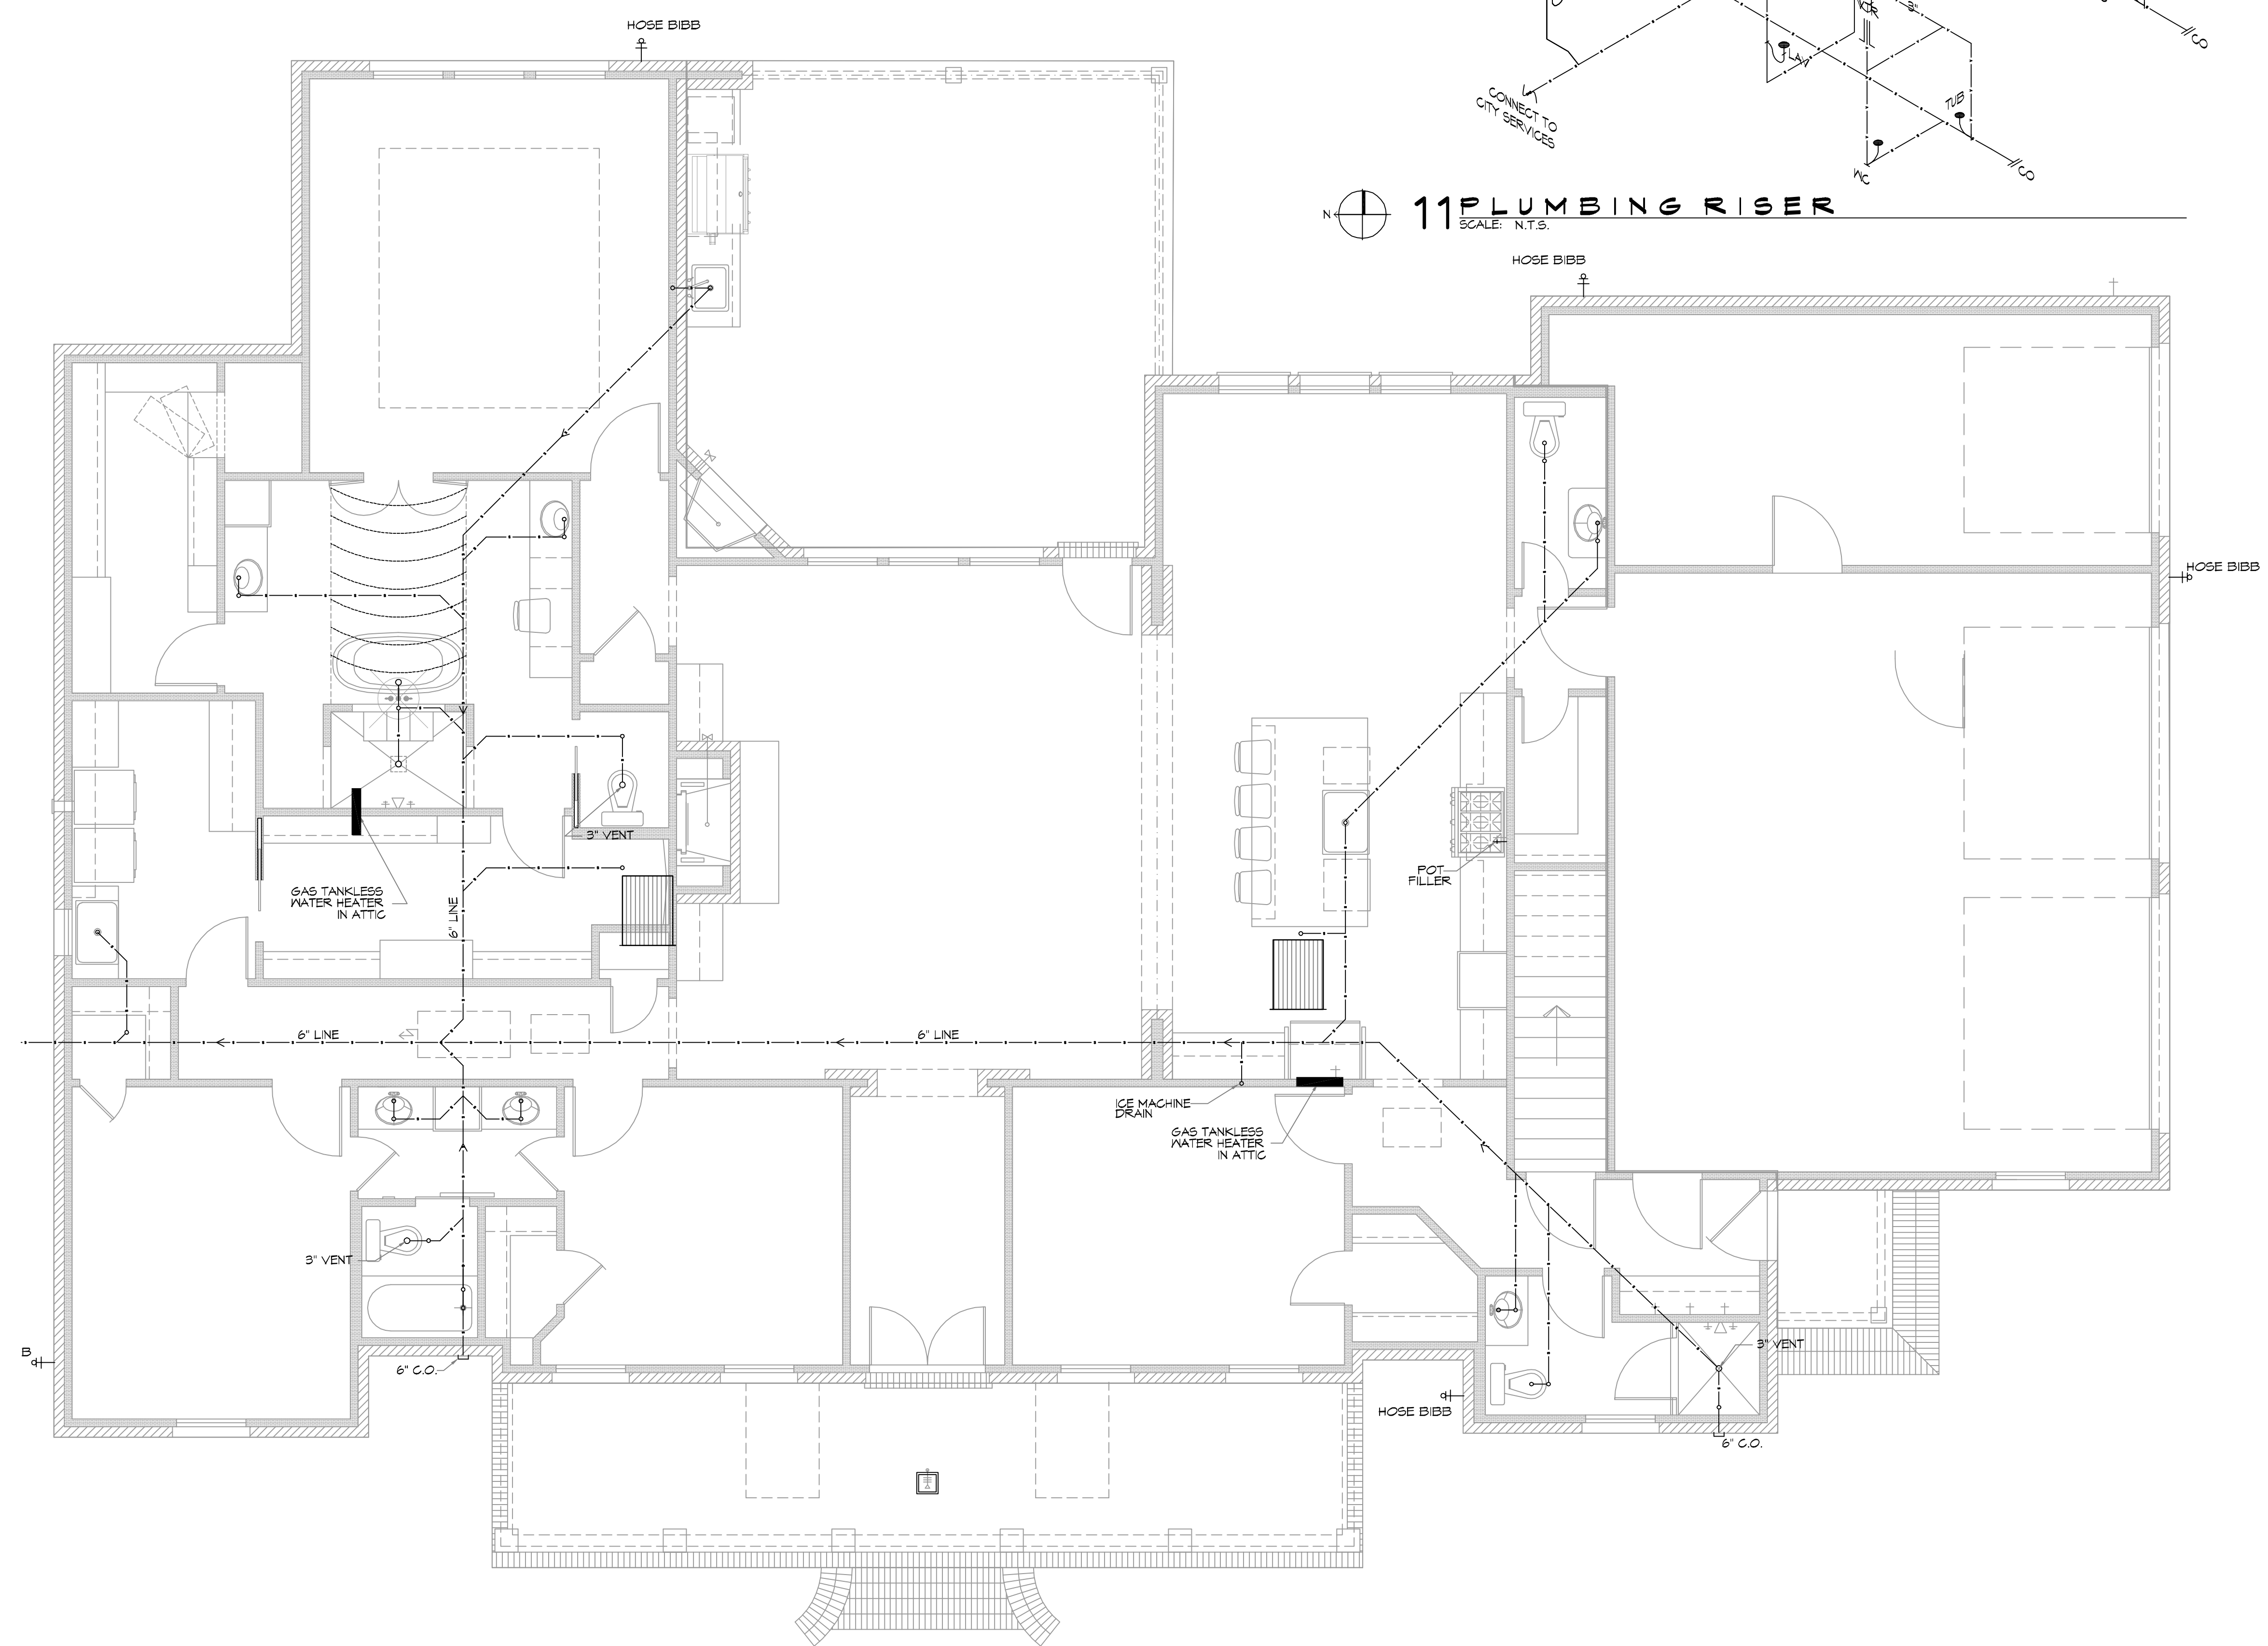 HOSE BIBB
3"
CO
LAV
CONNECT TO
CITY SERVICES
TUB
WC
CO
N
11 PLUMBING RISER
SCALE: N.T.S.
HOSE BIBB
HOSE BIBB
3" VENT
GAS TANKLESS
WATER HEATER
IN ATTIC
6" LINE
POT
FILLER
6" LINE
6" LINE
ICE MACHINE
DRAIN
GAS TANKLESS
WATER HEATER
IN ATTIC
3" VENT
3" VENT
B
6" C.O.
HOSE BIBB
6" C.O.